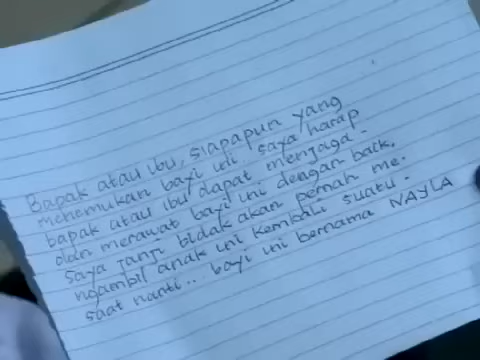 Bapak atau ibu, siapapun yang
menemukan bayi ini. saya harap
bapak atau ibu dapat menjaga.
dan merawat bayi ini dengan baik.
saya janji tidak akan pernah me.
ngambil anak ini kembali suatu.
saat nanti.. bayi ini bernama NAYLA